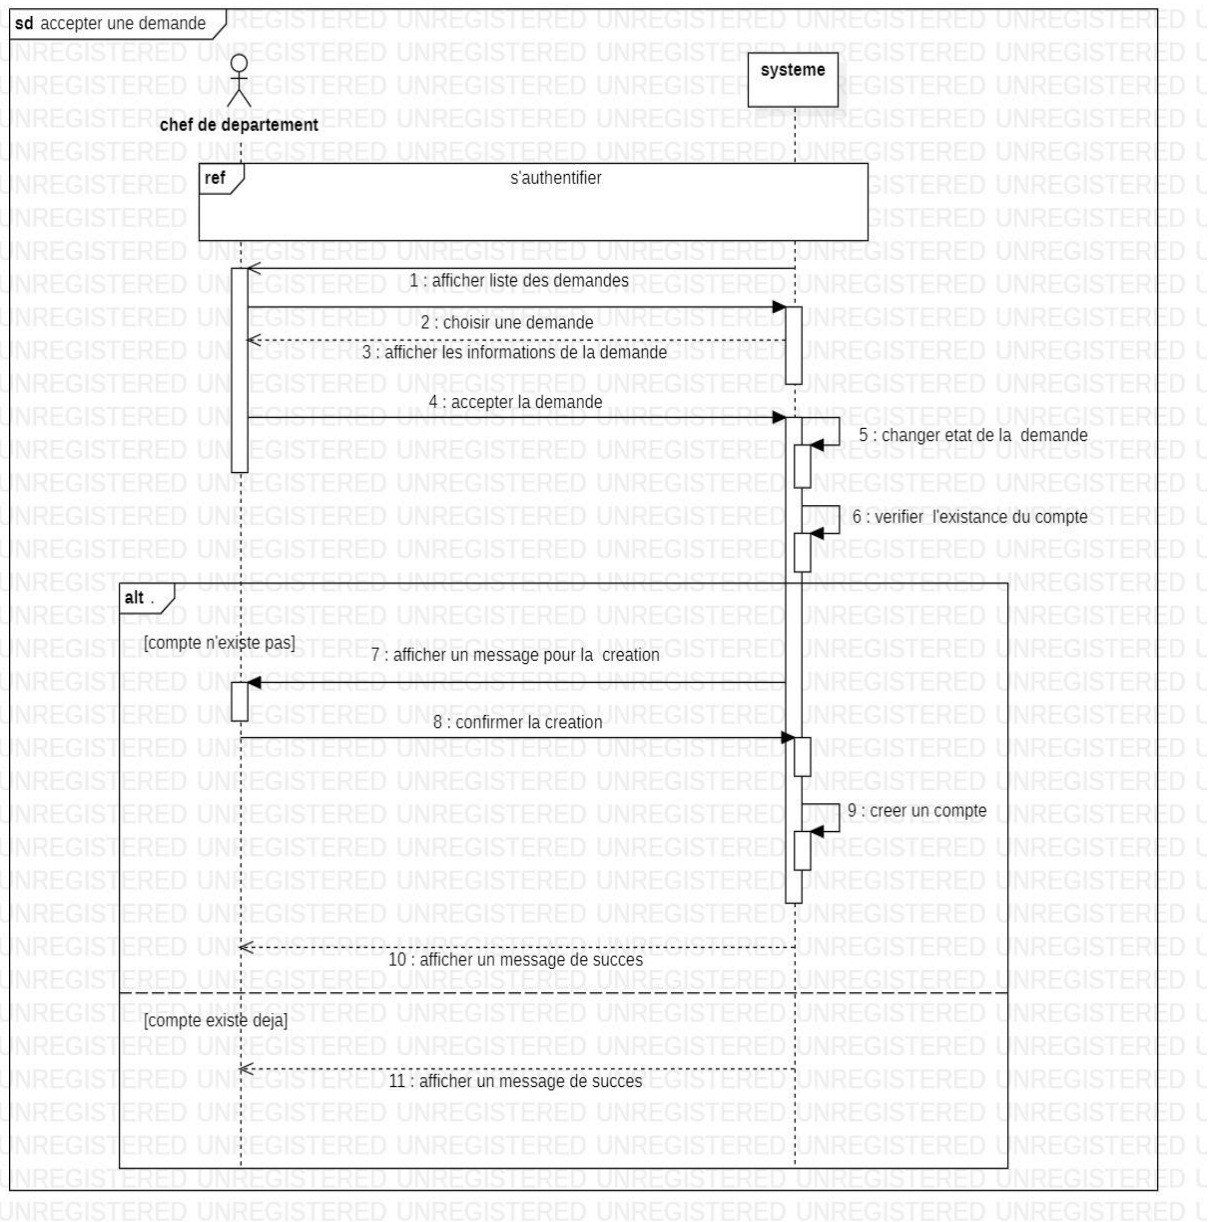 sd accepter une demande
systeme
chef de departement
ref
s'authentifier
1 : afficher liste des demandes
2 : choisir une demande
3 : afficher les informations de la demande
4 : accepter la demande
5 : changer etat de la  demande
6 : verifier  l'existance du compte
alt .
[compte n'existe pas]
7 : afficher un message pour la  creation
8 : confirmer la creation
9 : creer un compte
10 : afficher un message de succes
[compte existe deja]
11 : afficher un message de succes
UNREGISTERED